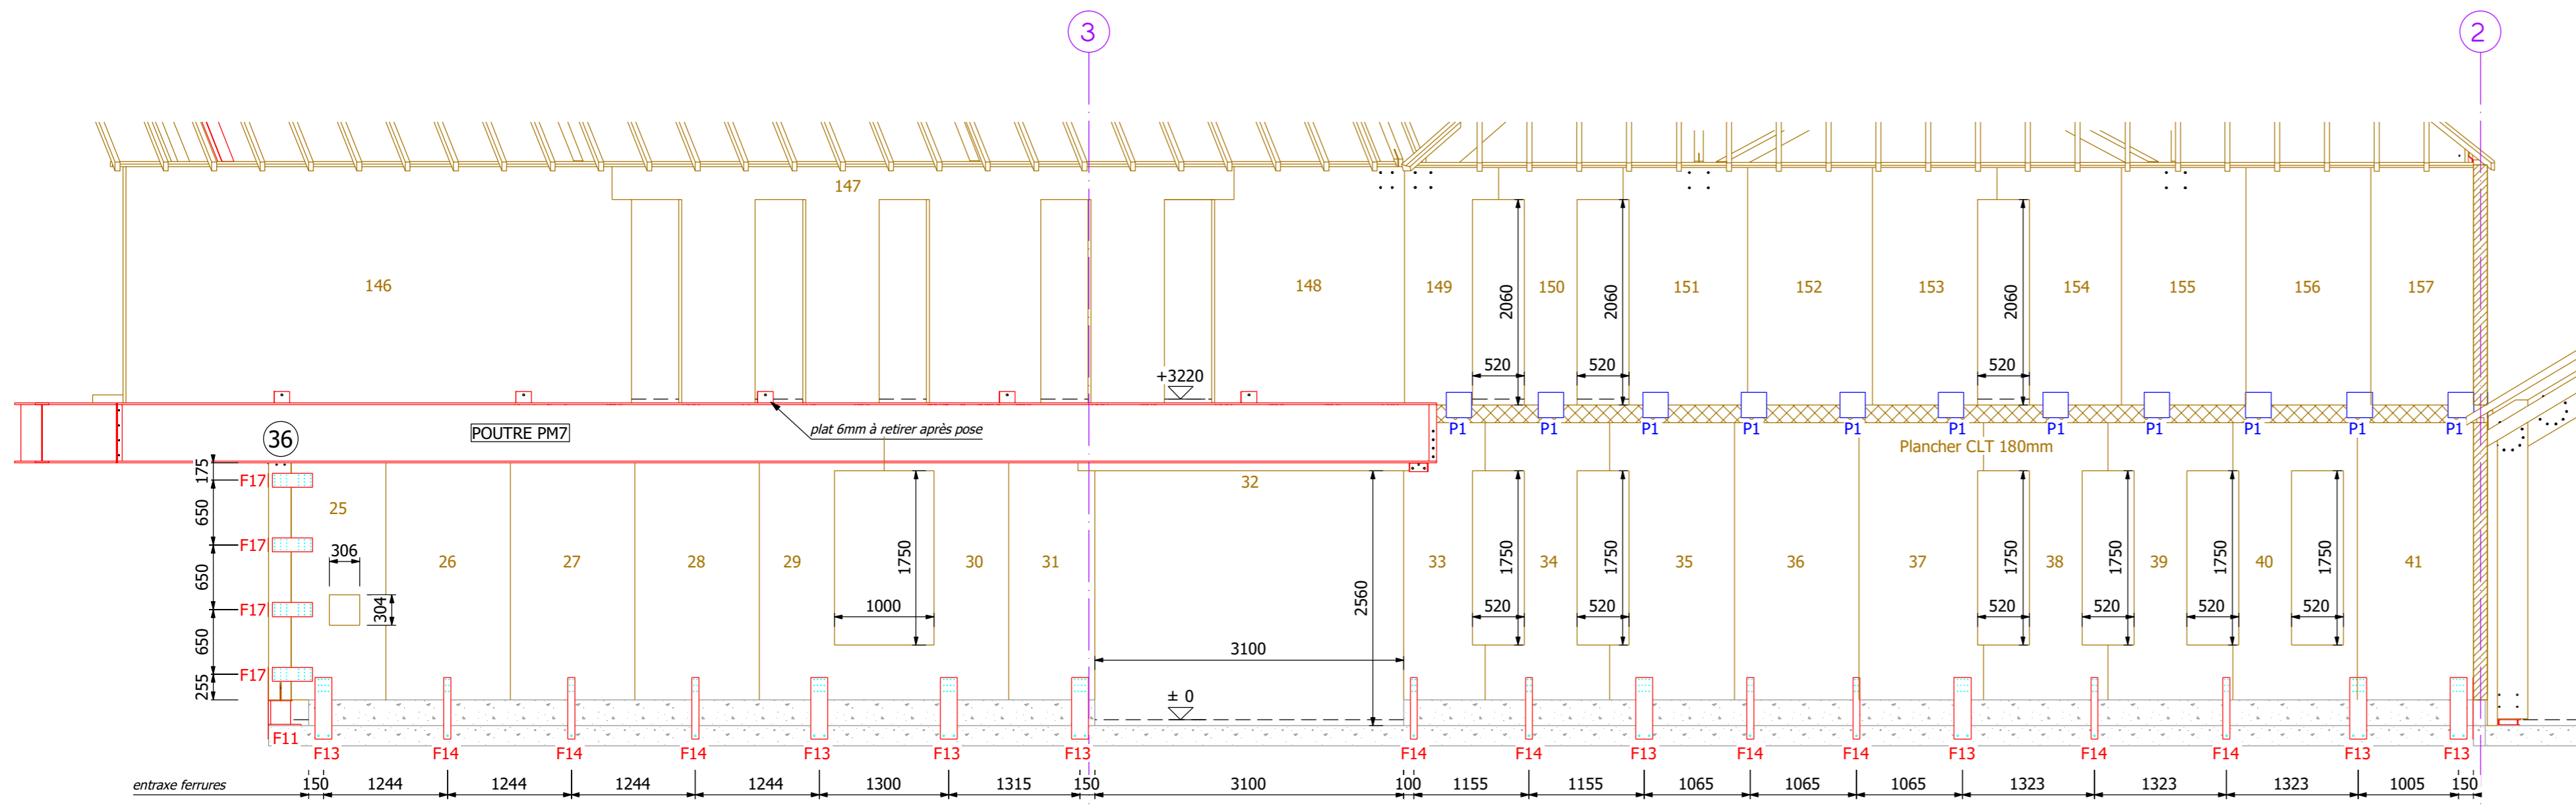 3 2
147
146 148 149 150 151 152 153 154 155 156 157
2060 2060 2060
520 520 520
+3220
36 POUTRE PM7 plat 6mm à retirer après pose
P1 P1 P1 P1 P1 P1 P1 P1 P1 P1 P1
Plancher CLT 180mm
175 F17
650
F17
650
F17
650
F17
255
25
306
304
26 27 28 29 30 31 32 33 34 35 36 37 38 39 40 41
1750 1750 1750 1750 1750 1750 1750
1000 520 520 520 520 520 520
2560
3100
± 0
F11
F13 F14 F14 F14 F13 F13 F13 F14 F14 F13 F14 F14 F13 F14 F14 F13 F13
entraxe ferrures 150 1244 1244 1244 1244 1300 1315 150 3100 100 1155 1155 1065 1065 1065 1323 1323 1323 1005 150